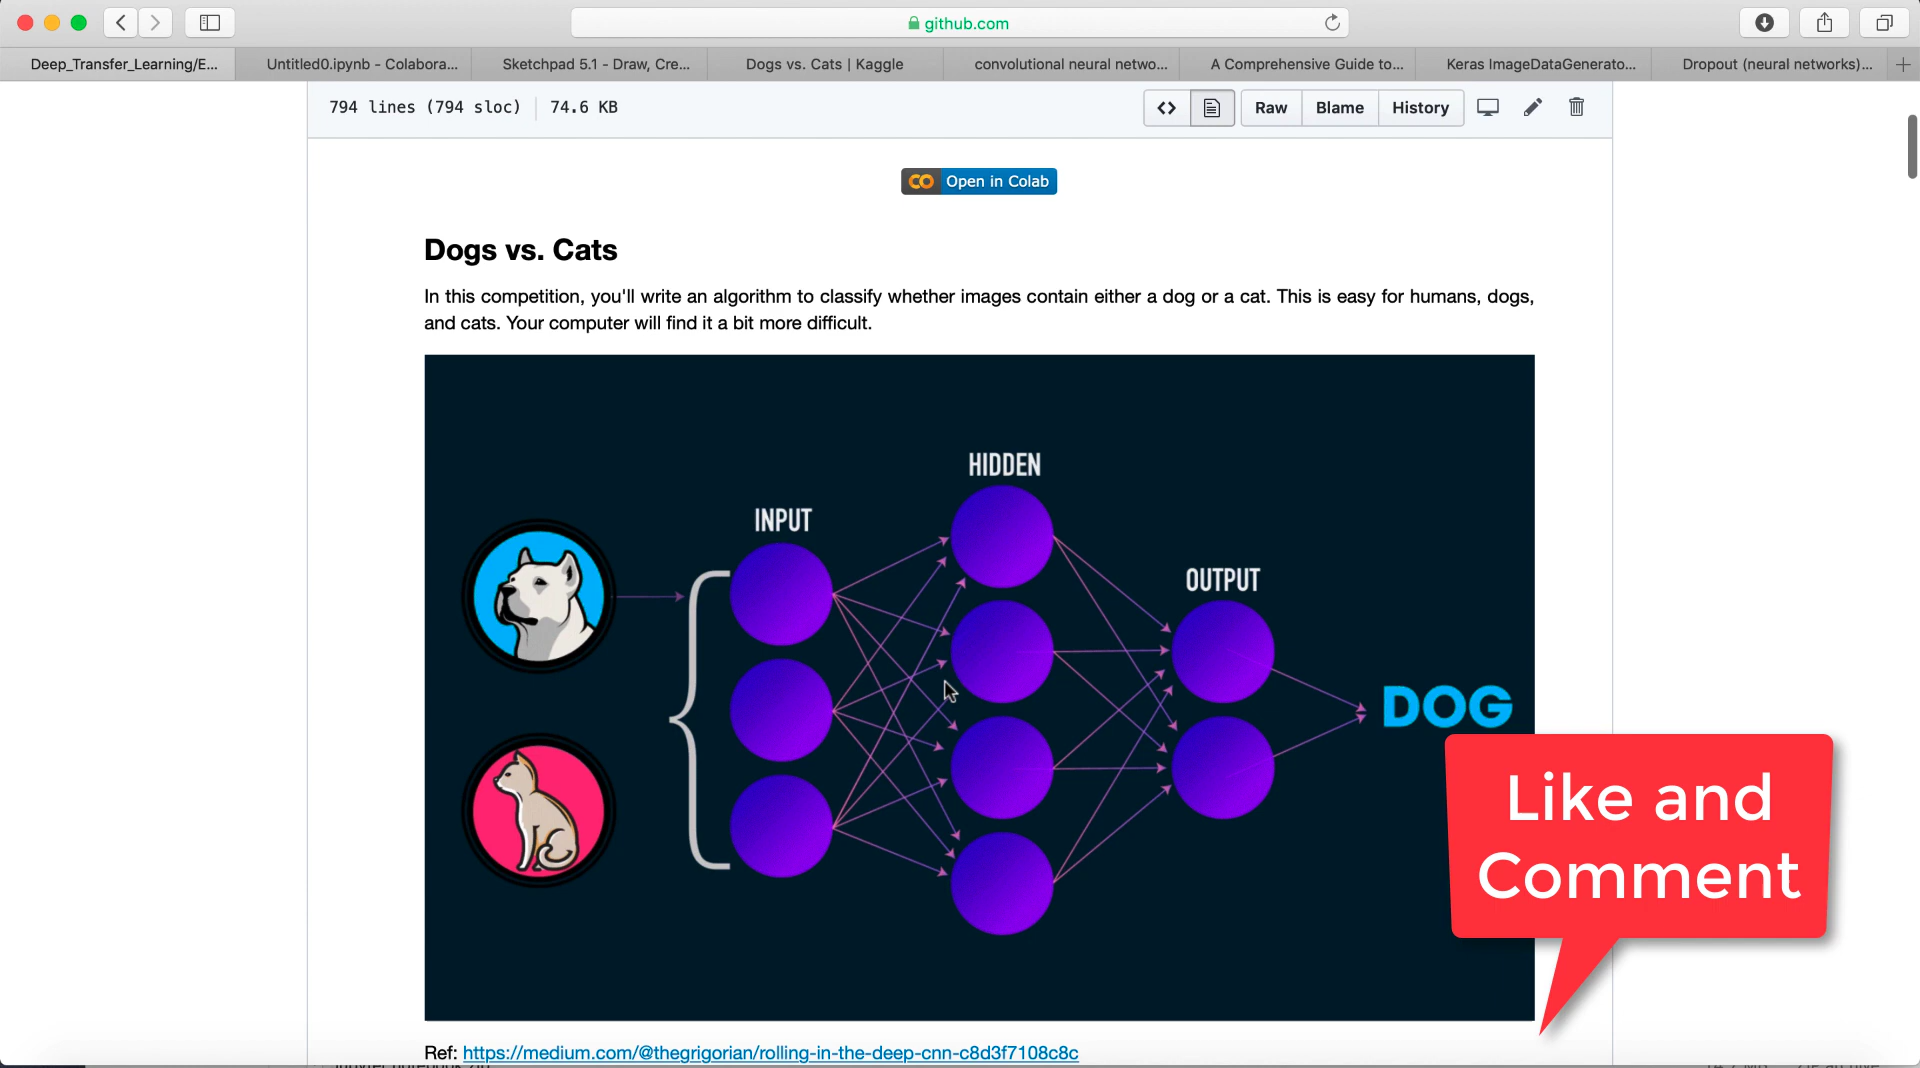 github.com
Deep_Transfer_Learning/E...
Untitled0.ipynb - Colabora...
Sketchpad 5.1 - Draw, Cre...
Dogs vs. Cats | Kaggle
convolutional neural netwo...
A Comprehensive Guide to...
Keras ImageDataGenerato...
Dropout (neural networks)...
794 lines (794 sloc)
74.6 KB
Raw
Blame
History
Open in Colab
Dogs vs. Cats
In this competition, you'll write an algorithm to classify whether images contain either a dog or a cat. This is easy for humans, dogs,
and cats. Your computer will find it a bit more difficult.
HIDDEN
INPUT
OUTPUT
DOG
Like and
Comment
Ref: https://medium.com/@thegrigorian/rolling-in-the-deep-cnn-c8d3f7108c8c